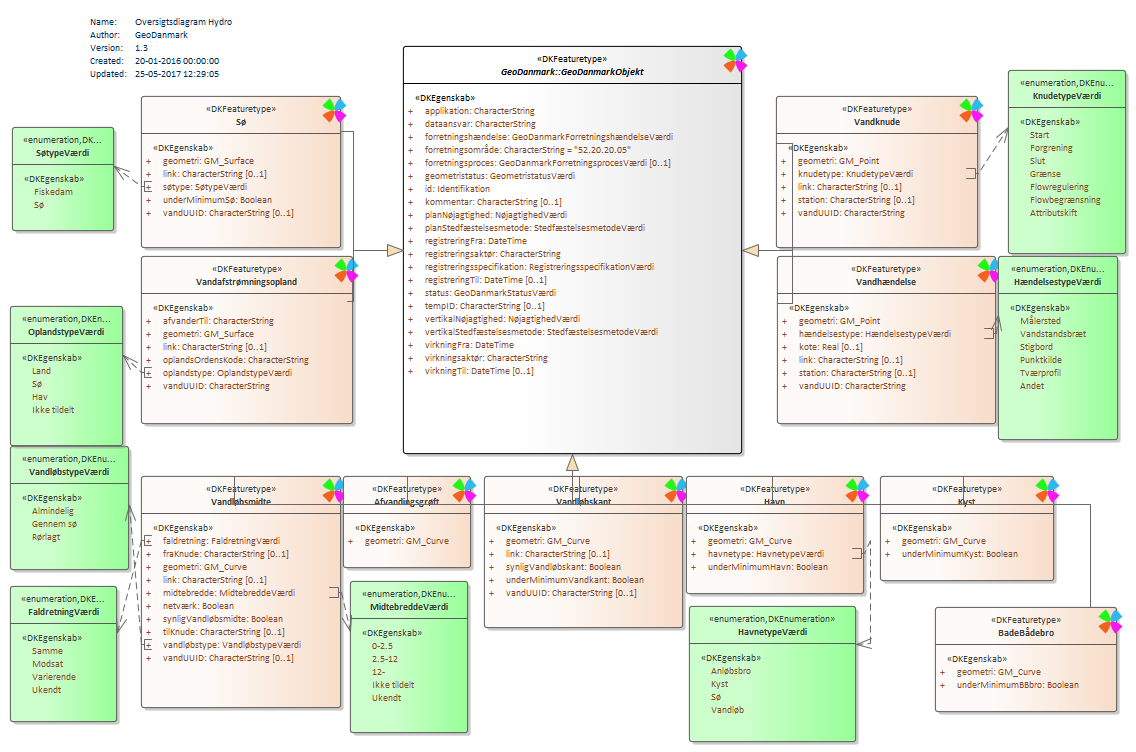 Name: Oversigtsdiagram Hydro
Author: GeoDanmark
Version: 1.3
Created: 20-01-2016 00:00:00
Updated: 25-05-2017 12:29:05
«DKFeaturetype»
GeoDanmark::GeoDanmarkObjekt
«DKEgenskab»
+ applikation: CharacterString
+ dataansvar: CharacterString
+ forretningshændelse: GeoDanmarkForretningshændelseVærdi
+ forretningsområde: CharacterString = "52.20.20.05"
+ forretningsproces: GeoDanmarkForretningsprocesVærdi [0..1]
+ geometristatus: GeometristatusVærdi
+ id: Identifikation
+ kommentar: CharacterString [0..1]
+ planNøjagtighed: NøjagtighedVærdi
+ planStedfæstelsesmetode: StedfæstelsesmetodeVærdi
+ registreringFra: DateTime
+ registreringsaktør: CharacterString
+ registreringsspecifikation: RegistreringsspecifikationVærdi
+ registreringTil: DateTime [0..1]
+ status: GeoDanmarkStatusVærdi
+ tempID: CharacterString [0..1]
+ vertikalNøjagtighed: NøjagtighedVærdi
+ vertikalStedfæstelsesmetode: StedfæstelsesmetodeVærdi
+ virkningFra: DateTime
+ virkningsaktør: CharacterString
+ virkningTil: DateTime [0..1]
«enumeration,DK...
SøtypeVærdi
«DKEgenskab»
Fiskedam
Sø
«DKFeaturetype»
Sø
«DKEgenskab»
+ geometri: GM_Surface
+ link: CharacterString [0..1]
+ søtype: SøtypeVærdi
+ underMinimumSø: Boolean
+ vandUUID: CharacterString [0..1]
«DKFeaturetype»
Vandknude
«DKEgenskab»
+ geometri: GM_Point
+ knudetype: KnudetypeVærdi
+ link: CharacterString [0..1]
+ station: CharacterString [0..1]
+ vandUUID: CharacterString
«enumeration,DKEnu...
KnudetypeVærdi
«DKEgenskab»
Start
Forgrening
Slut
Grænse
Flowregulering
Flowbegrænsning
Attributskift
«enumeration,DKEnu...
OplandstypeVærdi
«DKEgenskab»
Land
Sø
Hav
Ikke tildelt
«DKFeaturetype»
Vandafstrømningsopland
«DKEgenskab»
+ afvanderTil: CharacterString
+ geometri: GM_Surface
+ link: CharacterString [0..1]
+ oplandsOrdensKode: CharacterString
+ oplandstype: OplandstypeVærdi
+ vandUUID: CharacterString
«DKFeaturetype»
Vandhændelse
«DKEgenskab»
+ geometri: GM_Point
+ hændelsestype: HændelsestypeVærdi
+ kote: Real [0..1]
+ link: CharacterString [0..1]
+ station: CharacterString [0..1]
+ vandUUID: CharacterString
«enumeration,DKEnu...
HændelsestypeVærdi
«DKEgenskab»
Målersted
Vandstandsbræt
Stigbord
Punktkilde
Tværprofil
Andet
«enumeration,DKEnu...
VandløbstypeVærdi
«DKEgenskab»
Almindelig
Gennem sø
Rørlagt
«enumeration,DKE...
FaldretningVærdi
«DKEgenskab»
Samme
Modsat
Varierende
Ukendt
«DKFeaturetype»
Vandløbsmidte
«DKEgenskab»
+ faldretning: FaldretningVærdi
+ fraKnude: CharacterString [0..1]
+ geometri: GM_Curve
+ link: CharacterString [0..1]
+ midtebredde: MidtebreddeVærdi
+ netværk: Boolean
+ synligVandløbsmidte: Boolean
+ tilKnude: CharacterString [0..1]
+ vandløbstype: VandløbstypeVærdi
+ vandUUID: CharacterString [0..1]
«DKFeaturetype»
Afvandingsgrøft
«DKEgenskab»
+ geometri: GM_Curve
«enumeration,DKEnu...
MidtebreddeVærdi
«DKEgenskab»
0-2.5
2.5-12
12-
Ikke tildelt
Ukendt
«DKFeaturetype»
Vandløbskant
«DKEgenskab»
+ geometri: GM_Curve
+ link: CharacterString [0..1]
+ synligVandløbskant: Boolean
+ underMinimumVandkant: Boolean
+ vandUUID: CharacterString [0..1]
«DKFeaturetype»
Havn
«DKEgenskab»
+ geometri: GM_Curve
+ havnetype: HavnetypeVærdi
+ underMinimumHavn: Boolean
«enumeration,DKEnumeration»
HavnetypeVærdi
«DKEgenskab»
Anløbsbro
Kyst
Sø
Vandløb
«DKFeaturetype»
Kyst
«DKEgenskab»
+ geometri: GM_Curve
+ underMinimumKyst: Boolean
«DKFeaturetype»
BadeBådebro
«DKEgenskab»
+ geometri: GM_Curve
+ underMinimumBBbro: Boolean